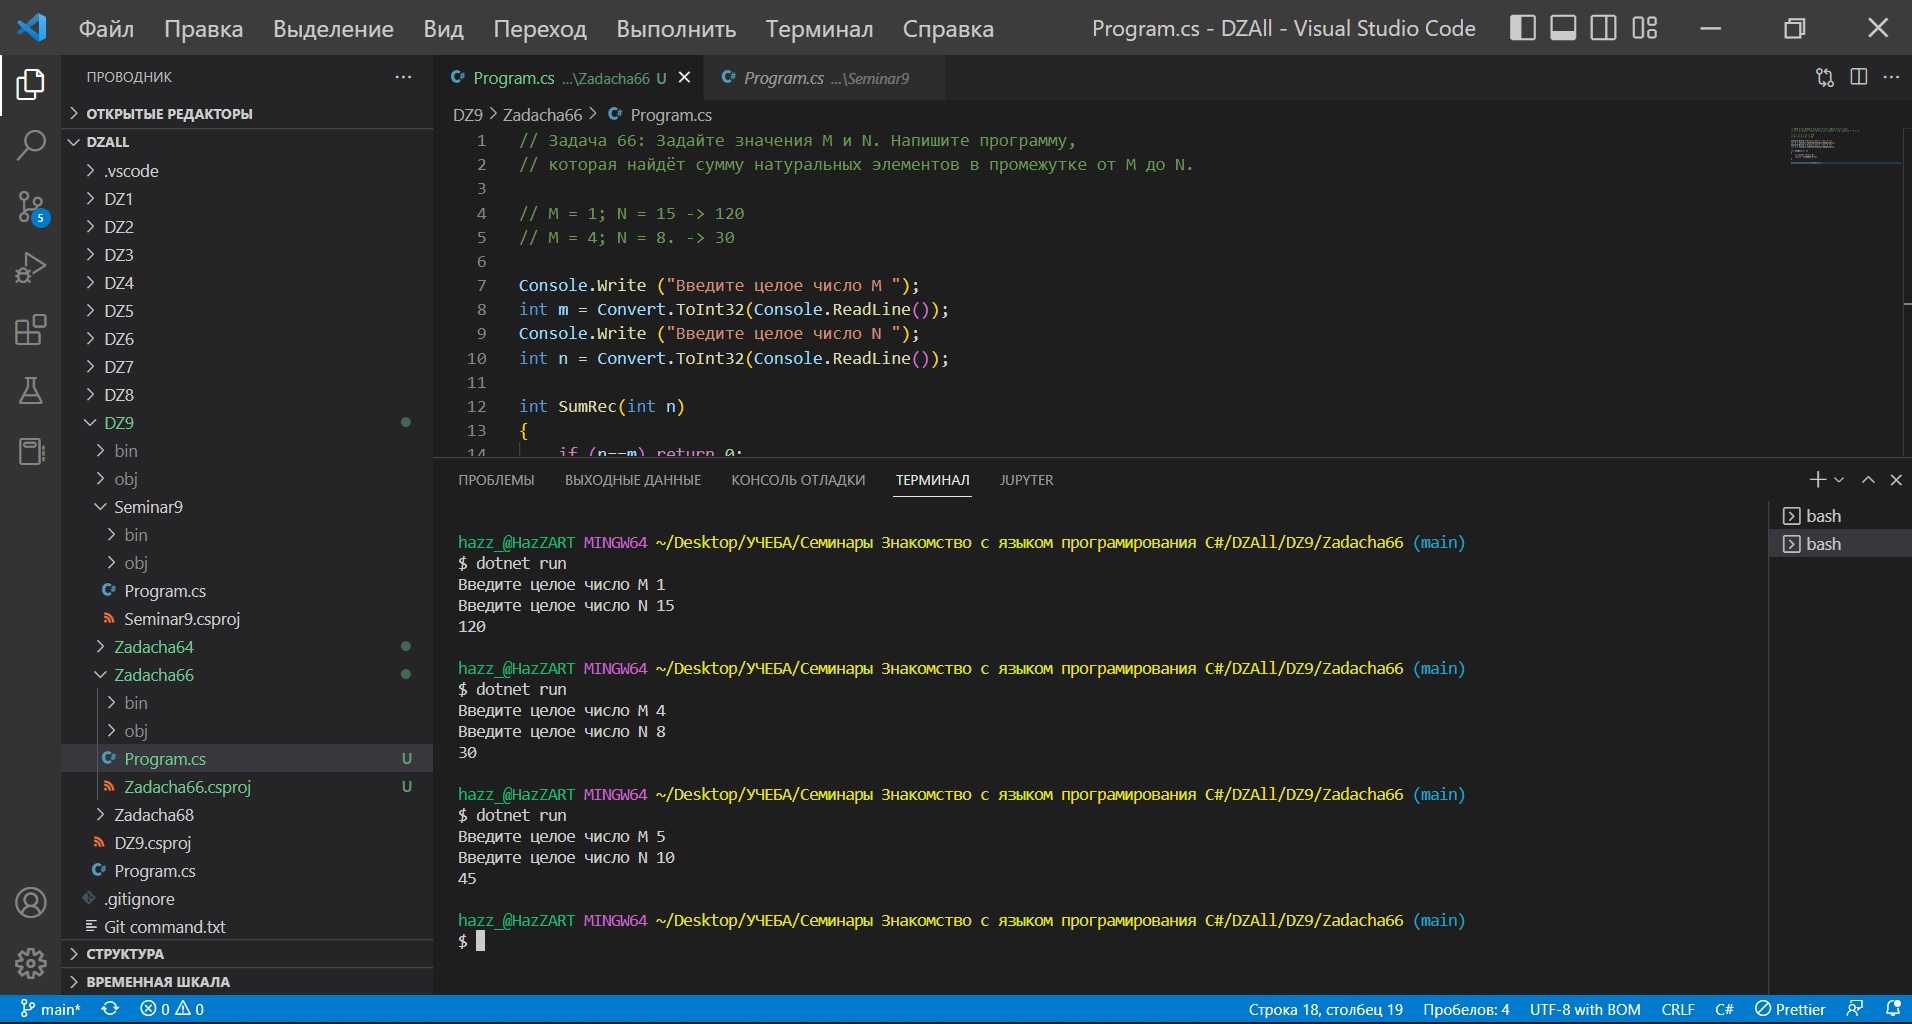 Файл Правка Выделение Вид Переход Выполнить Терминал Справка Program.cs - DZAll - Visual Studio Code
ПРОВОДНИК
ОТКРЫТЫЕ РЕДАКТОРЫ
DZALL
.vscode
DZ1
DZ2
DZ3
DZ4
DZ5
DZ6
DZ7
DZ8
DZ9
bin
obj
Seminar9
bin
obj
Program.cs
Seminar9.csproj
Zadacha64
Zadacha66
bin
obj
Program.cs U
Zadacha66.csproj U
Zadacha68
DZ9.csproj
Program.cs
.gitignore
Git command.txt
СТРУКТУРА
ВРЕМЕННАЯ ШКАЛА
5
Program.cs ...\Zadacha66 U Program.cs ...\Seminar9
DZ9 > Zadacha66 > Program.cs
1 // Задача 66: Задайте значения M и N. Напишите программу,
2 // которая найдёт сумму натуральных элементов в промежутке от M до N.
3
4 // M = 1; N = 15 -> 120
5 // M = 4; N = 8. -> 30
6
7 Console.Write ("Введите целое число M ");
8 int m = Convert.ToInt32(Console.ReadLine());
9 Console.Write ("Введите целое число N ");
10 int n = Convert.ToInt32(Console.ReadLine());
11
12 int SumRec(int n)
13 {
14 if (n==m) return 0;
ПРОБЛЕМЫ ВЫХОДНЫЕ ДАННЫЕ КОНСОЛЬ ОТЛАДКИ ТЕРМИНАЛ JUPYTER
bash
bash
hazz_@HazZART MINGW64 ~/Desktop/УЧЕБА/Семинары Знакомство с языком програмирования C#/DZAll/DZ9/Zadacha66 (main)
$ dotnet run
Введите целое число M 1
Введите целое число N 15
120
hazz_@HazZART MINGW64 ~/Desktop/УЧЕБА/Семинары Знакомство с языком програмирования C#/DZAll/DZ9/Zadacha66 (main)
$ dotnet run
Введите целое число M 4
Введите целое число N 8
30
hazz_@HazZART MINGW64 ~/Desktop/УЧЕБА/Семинары Знакомство с языком програмирования C#/DZAll/DZ9/Zadacha66 (main)
$ dotnet run
Введите целое число M 5
Введите целое число N 10
45
hazz_@HazZART MINGW64 ~/Desktop/УЧЕБА/Семинары Знакомство с языком програмирования C#/DZAll/DZ9/Zadacha66 (main)
$
main* 0 0 Строка 18, столбец 19 Пробелов: 4 UTF-8 with BOM CRLF C# Prettier